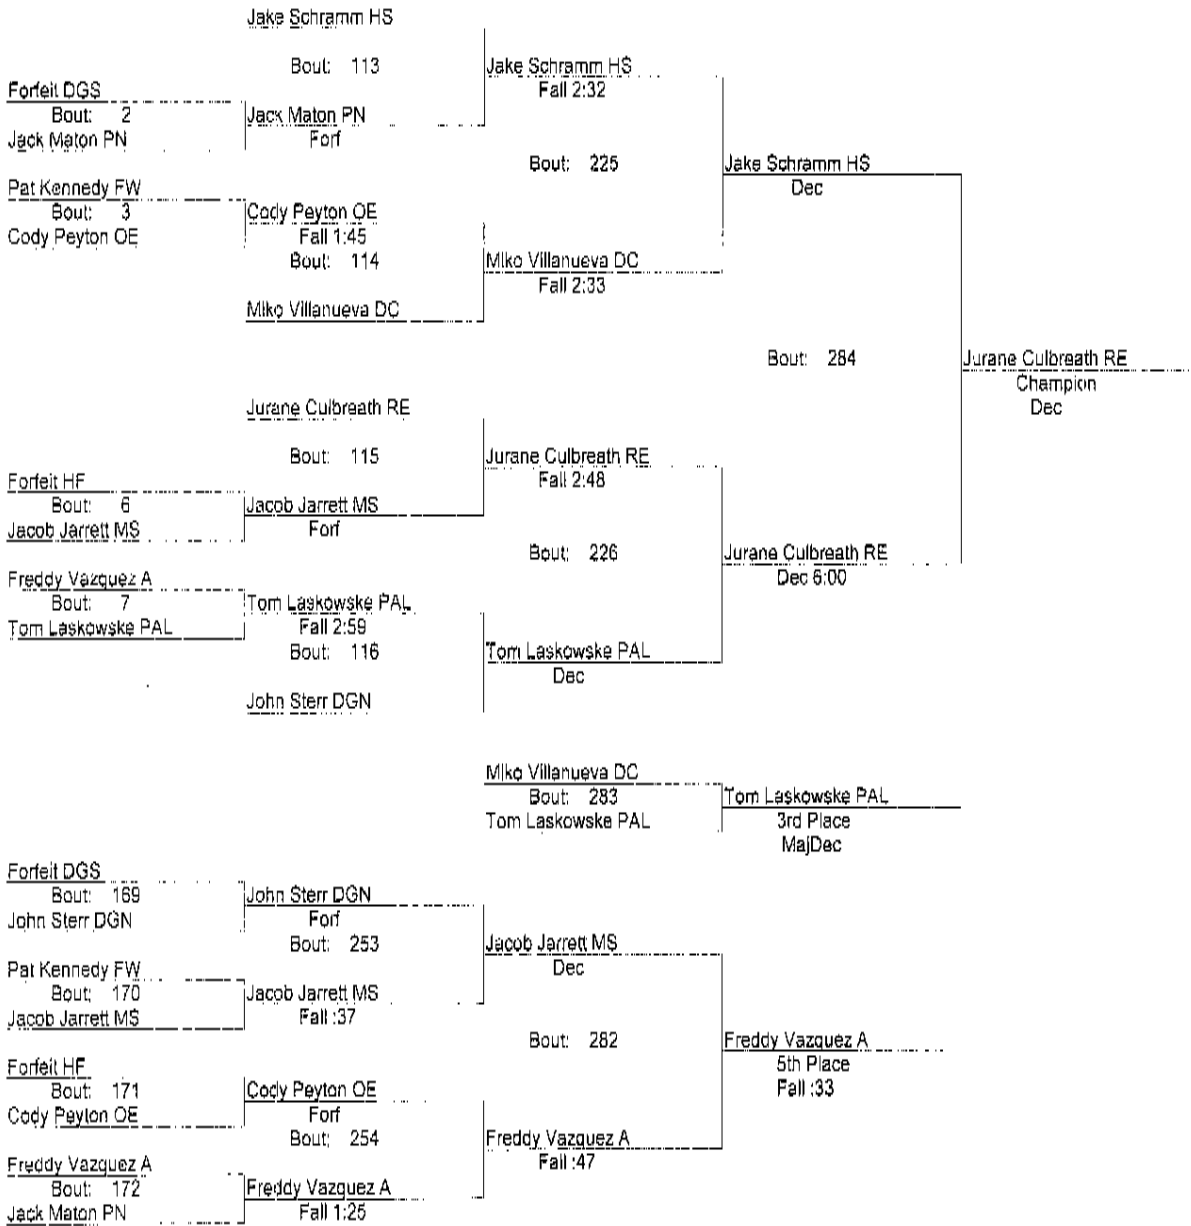 Jake Schramm HS
Bout: 113
Jake Schramm HS
Fall 2:32
Forfeit DGS
Bout: 2
Jack Maton PN
Jack Maton PN
Forf
Bout: 225
Jake Schramm HS
Dec
Pat Kennedy FW
Bout: 3
Cody Peyton OE
Cody Peyton OE
Fall 1:45
Bout: 114
Miko Villanueva DC
Fall 2:33
Miko Villanueva DC
Bout: 284
Jurane Culbreath RE
Champion
Dec
Jurane Culbreath RE
Bout: 115
Jurane Culbreath RE
Fall 2:48
Forfeit HF
Bout: 6
Jacob Jarrett MS
Jacob Jarrett MS
Forf
Bout: 226
Jurane Culbreath RE
Dec 6:00
Freddy Vazquez A
Bout: 7
Tom Laskowske PAL
Tom Laskowske PAL
Fall 2:59
Bout: 116
Tom Laskowske PAL
Dec
John Sterr DGN
Miko Villanueva DC
Bout: 283
Tom Laskowske PAL
Tom Laskowske PAL
3rd Place
MajDec
Forfeit DGS
Bout: 169
John Sterr DGN
John Sterr DGN
Forf
Bout: 253
Jacob Jarrett MS
Dec
Pat Kennedy FW
Bout: 170
Jacob Jarrett MS
Jacob Jarrett MS
Fall :37
Bout: 282
Freddy Vazquez A
5th Place
Fall :33
Forfeit HF
Bout: 171
Cody Peyton OE
Cody Peyton OE
Forf
Bout: 254
Freddy Vazquez A
Fall :47
Freddy Vazquez A
Bout: 172
Jack Maton PN
Freddy Vazquez A
Fall 1:25